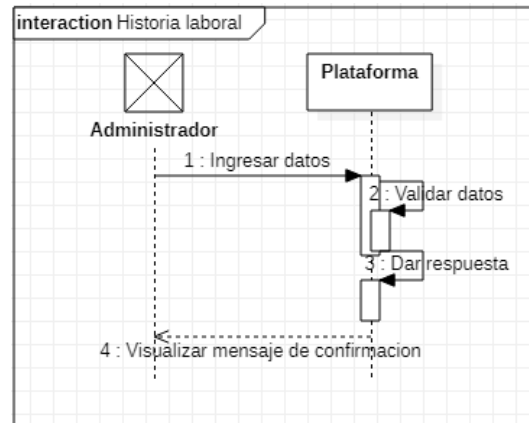 interaction Historia laboral
Plataforma
Administrador
1 : Ingresar datos
2 : Validar datos
3 : Dar respuesta
4 : Visualizar mensaje de confirmacion